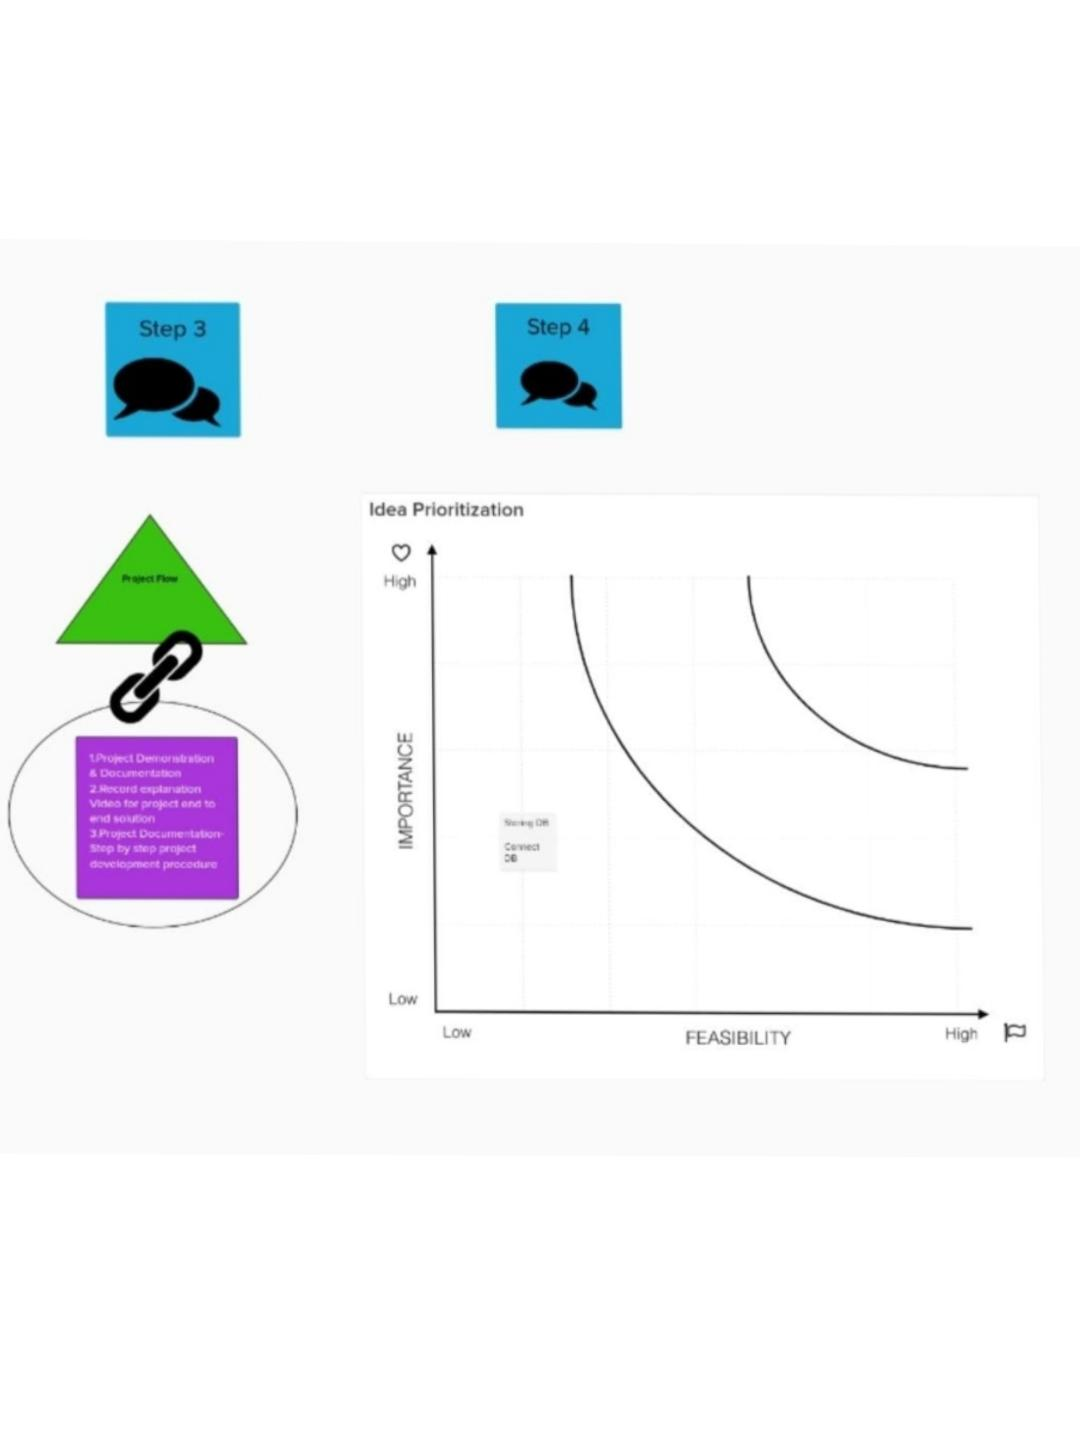 Step 3
Step 4
Project Flow
1.Project Demonstration
& Documentation
2.Record explanation
Video for project end to
end solution
3.Project Documentation-
Step by step project
development procedure
Idea Prioritization
High
IMPORTANCE
Low
Storing DB
Connect
DB
Low
FEASIBILITY
High